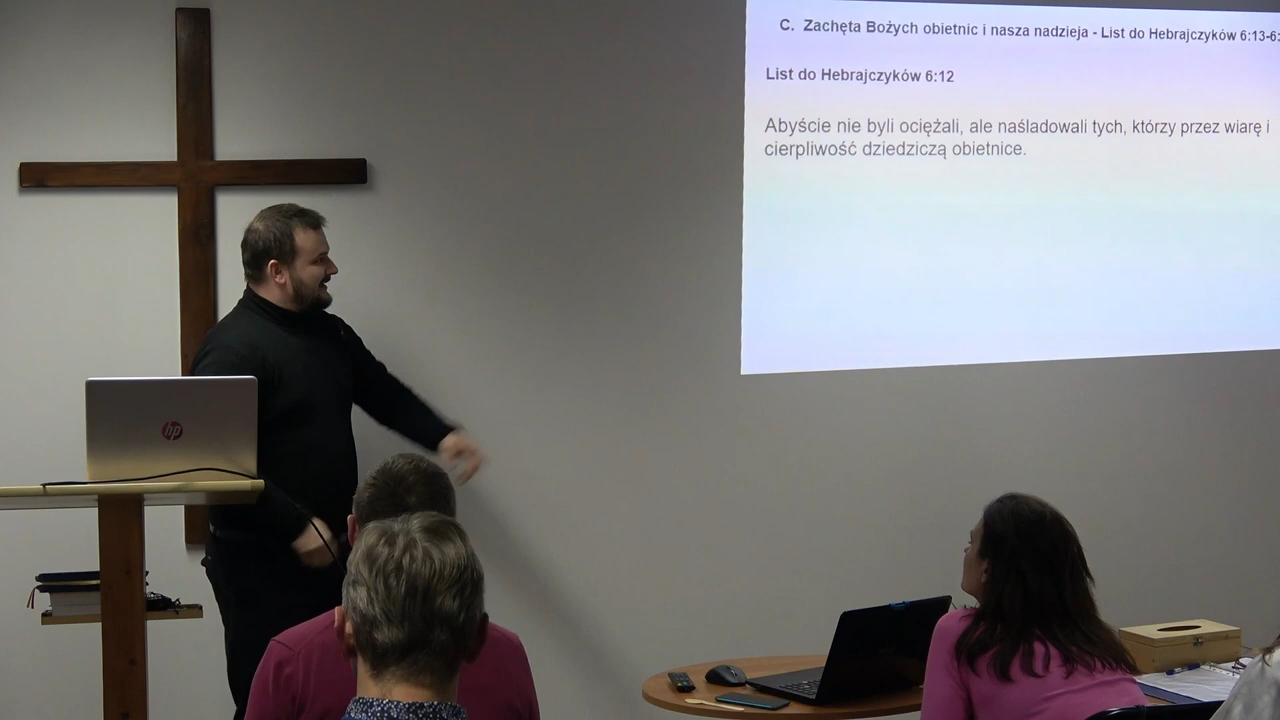 C. Zachęta Bożych obietnic i nasza nadzieja - List do Hebrajczyków 6:13-6:
List do Hebrajczyków 6:12
Abyście nie byli ociężali, ale naśladowali tych, którzy przez wiarę i
cierpliwość dziedziczą obietnice.
hp